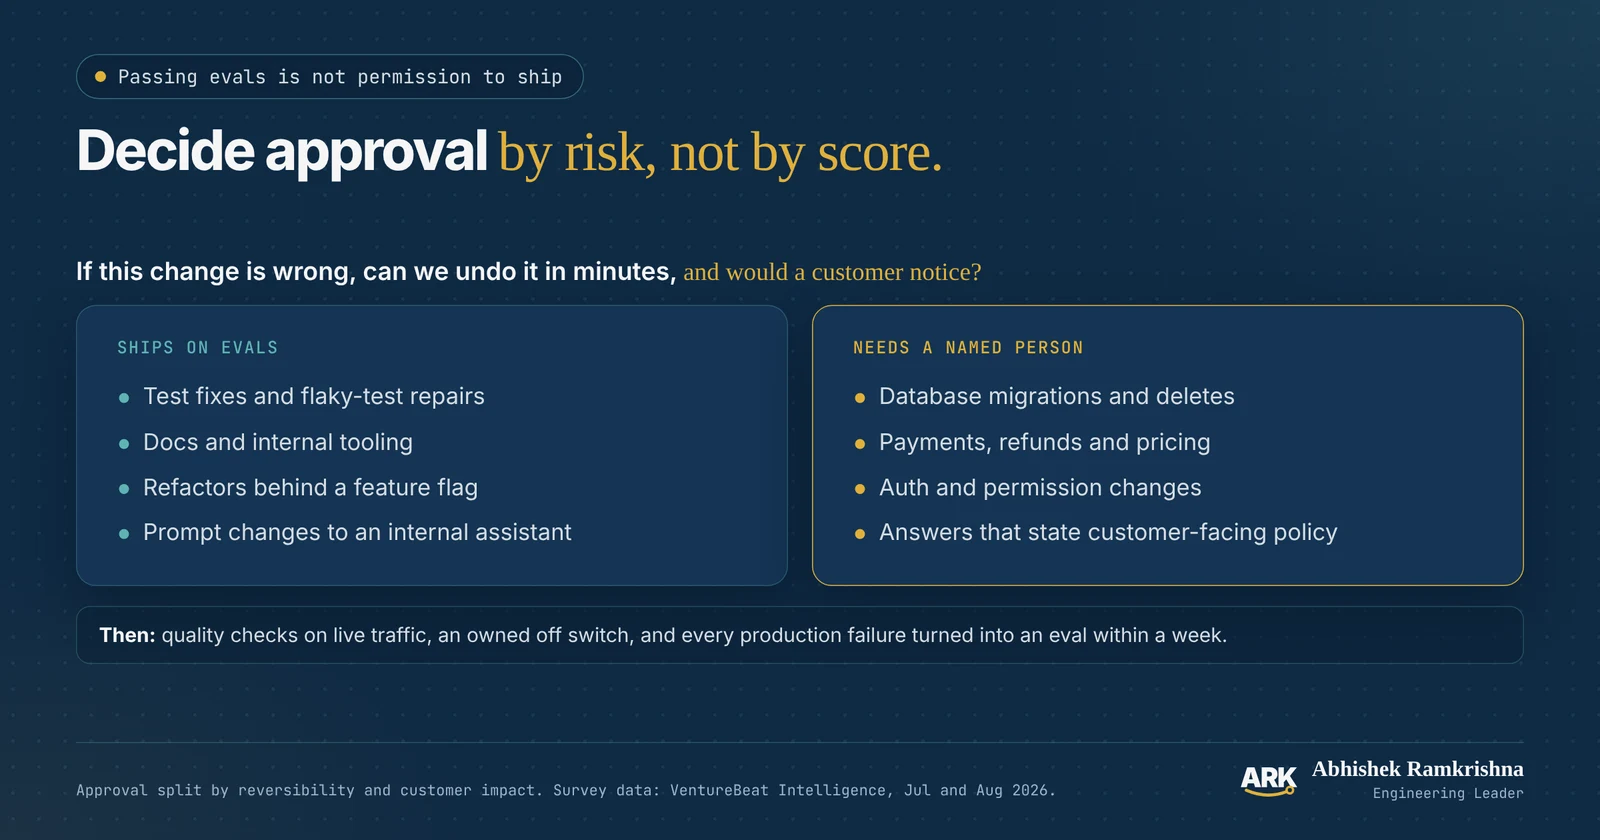 Passing evals is not permission to ship
Decide approval by risk, not by score.
If this change is wrong, can we undo it in minutes, and would a customer notice?
SHIPS ON EVALS
Test fixes and flaky-test repairs
Docs and internal tooling
Refactors behind a feature flag
Prompt changes to an internal assistant
NEEDS A NAMED PERSON
Database migrations and deletes
Payments, refunds and pricing
Auth and permission changes
Answers that state customer-facing policy
Then: quality checks on live traffic, an owned off switch, and every production failure turned into an eval within a week.
Approval split by reversibility and customer impact. Survey data: VentureBeat Intelligence, Jul and Aug 2026.
ARK
Abhishek Ramkrishna
Engineering Leader